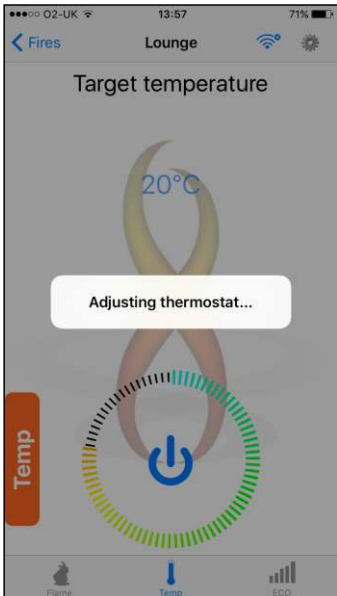 O2-UK 13:57 71%
Fires Lounge
Target temperature
20°C
Adjusting thermostat...
Temp
Flame Temp ECO